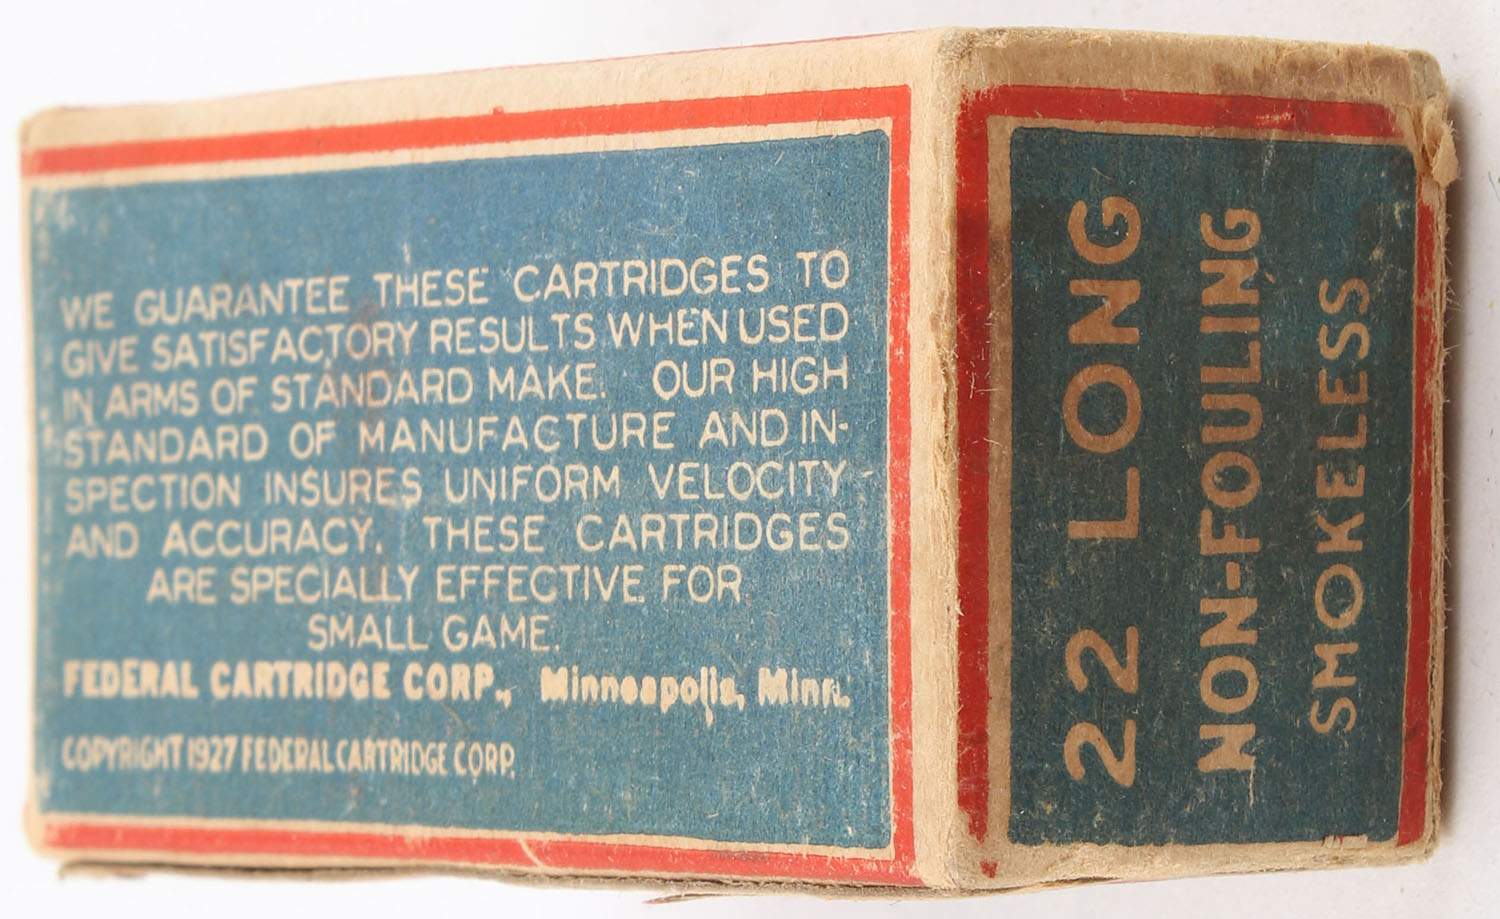 WE GUARANTEE THESE CARTRIDGES TO
GIVE SATISFACTORY RESULTS WHEN USED
IN ARMS OF STANDARD MAKE. OUR HIGH
STANDARD OF MANUFACTURE AND IN-
SPECTION INSURES UNIFORM VELOCITY
AND ACCURACY. THESE CARTRIDGES
ARE SPECIALLY EFFECTIVE FOR
SMALL GAME.
FEDERAL CARTRIDGE CORP., Minneapolis, Minn.
COPYRIGHT 1927 FEDERAL CARTRIDGE CORP.
22 LONG
NON-FOULING
SMOKELESS